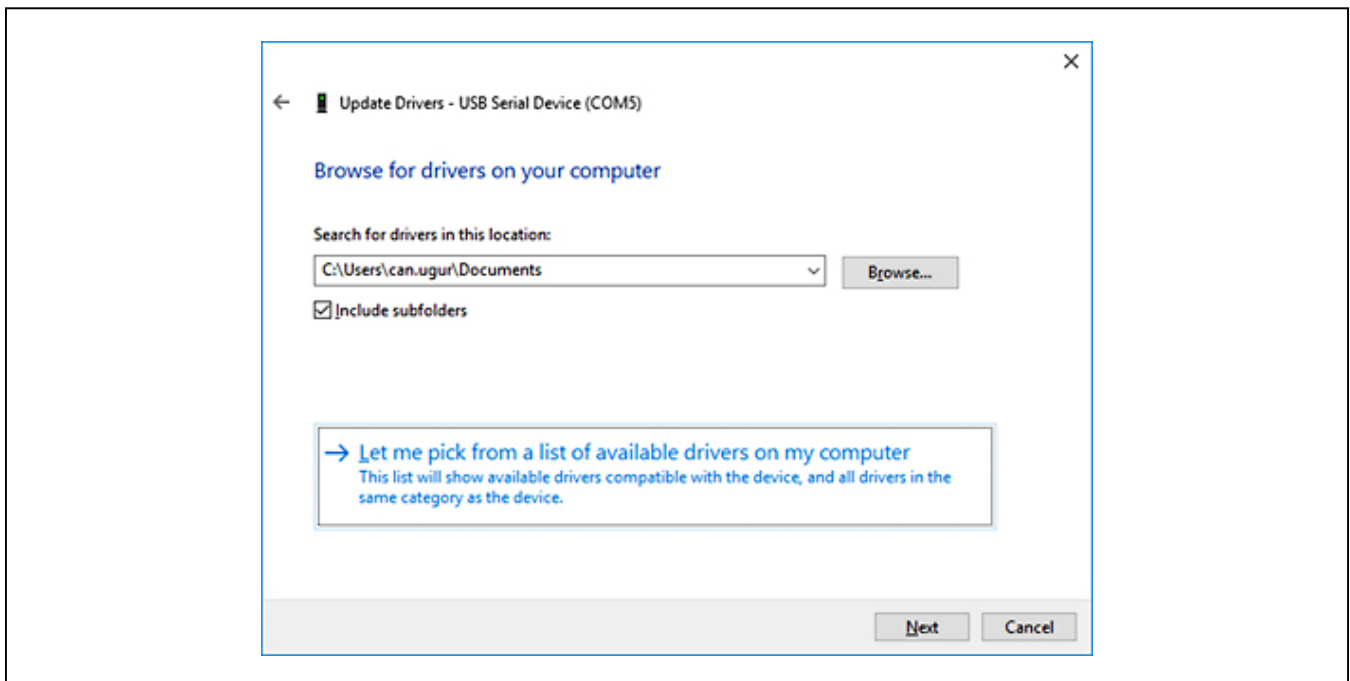 Update Drivers - USB Serial Device (COM5)
Browse for drivers on your computer
Search for drivers in this location:
C:\Users\can.ugur\Documents
Browse...
Include subfolders
Let me pick from a list of available drivers on my computer
This list will show available drivers compatible with the device, and all drivers in the
same category as the device.
Next
Cancel